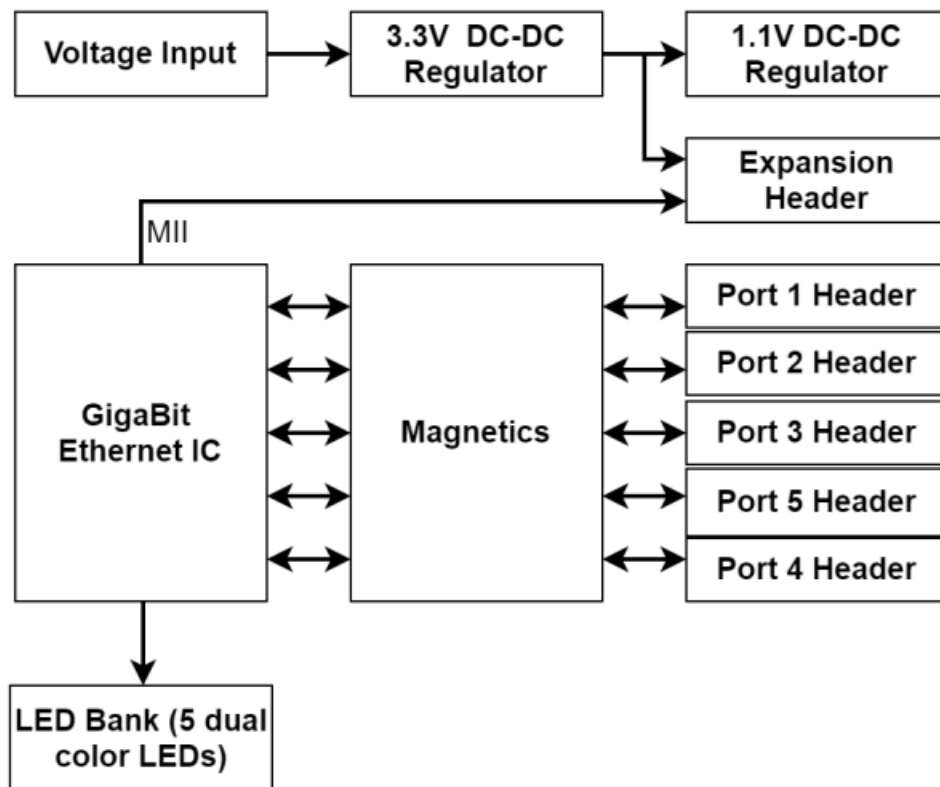 Voltage Input
3.3V DC-DC
Regulator
1.1V DC-DC
Regulator
Expansion
Header
MII
GigaBit
Ethernet IC
Magnetics
Port 1 Header
Port 2 Header
Port 3 Header
Port 5 Header
Port 4 Header
LED Bank (5 dual
color LEDs)